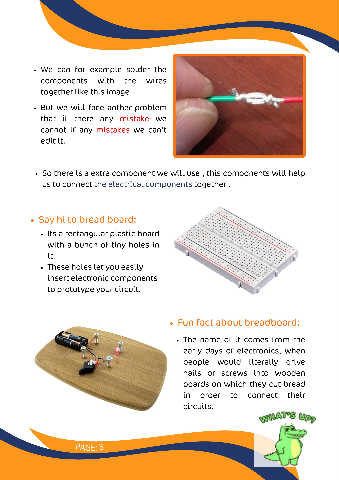 We can for example solder the
components with the wires
together like this image.
But we will face anther problem
that if there any mistake we
cannot if any mistakes we can't
edit it.
So there is a extra component we will use , this components will help
us to connect the electrical components together .
Say hi to bread board:
Its a rectangular plastic board
with a bunch of tiny holes in
it
These holes let you easily
insert electronic components
to prototype your circuit.
Fun fact about breadboard:
The name of it comes from the
early days of electronics, when
people would literally drive
nails or screws into wooden
boards on which they cut bread
in order to connect their
circuits.
WHAT'S UP?
PAGE: 3